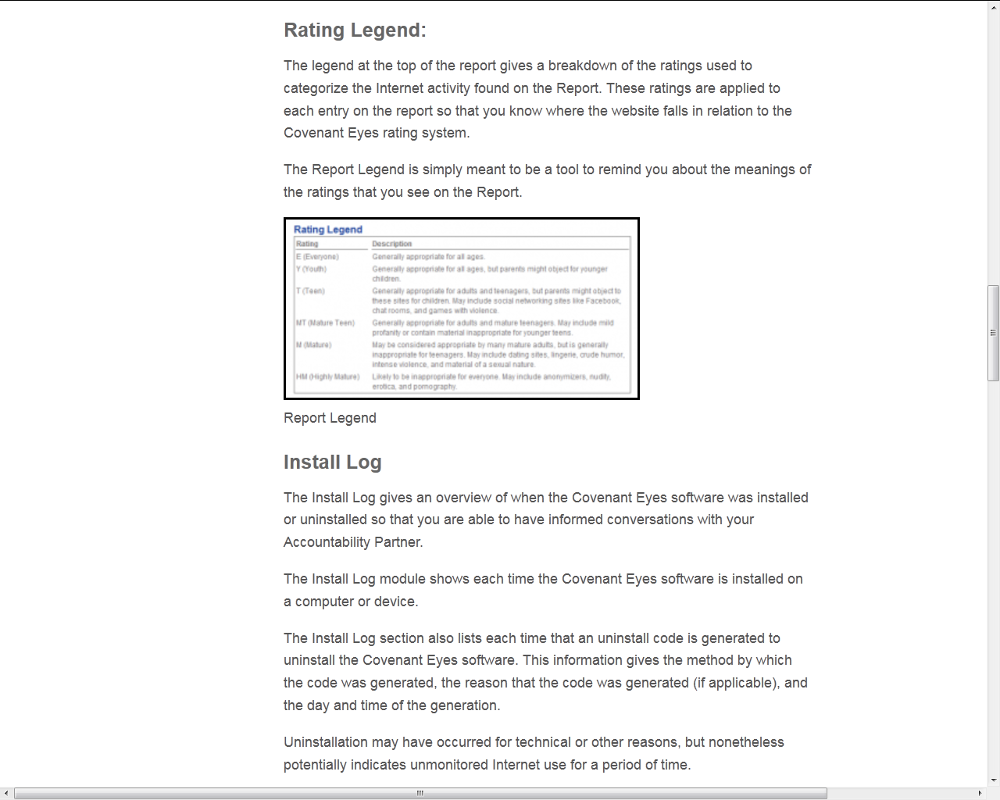 Rating Legend:
The legend at the top of the report gives a breakdown of the ratings used to
categorize the Internet activity found on the Report. These ratings are applied to
each entry on the report so that you know where the website falls in relation to the
Covenant Eyes rating system.
The Report Legend is simply meant to be a tool to remind you about the meanings of
the ratings that you see on the Report.
Rating Legend
Rating Description
E (Everyone) Generally appropriate for all ages.
Y (Youth) Generally appropriate for all ages, but parents might object for younger
children.
T (Teen) Generally appropriate for adults and teenagers, but parents might object to
these sites for children. May include social networking sites like Facebook,
chat rooms, and games with violence.
MT (Mature Teen) Generally appropriate for adults and mature teenagers. May include mild
profanity or contain material inappropriate for younger teens.
M (Mature) May be considered appropriate by many mature adults, but is generally
inappropriate for teenagers. May include dating sites, lingerie, crude humor,
intense violence, and material of a sexual nature.
HM (Highly Mature) Likely to be inappropriate for everyone. May include anonymizers, nudity,
erotica, and pornography.
Report Legend
Install Log
The Install Log gives an overview of when the Covenant Eyes software was installed
or uninstalled so that you are able to have informed conversations with your
Accountability Partner.
The Install Log module shows each time the Covenant Eyes software is installed on
a computer or device.
The Install Log section also lists each time that an uninstall code is generated to
uninstall the Covenant Eyes software. This information gives the method by which
the code was generated, the reason that the code was generated (if applicable), and
the day and time of the generation.
Uninstallation may have occurred for technical or other reasons, but nonetheless
potentially indicates unmonitored Internet use for a period of time.